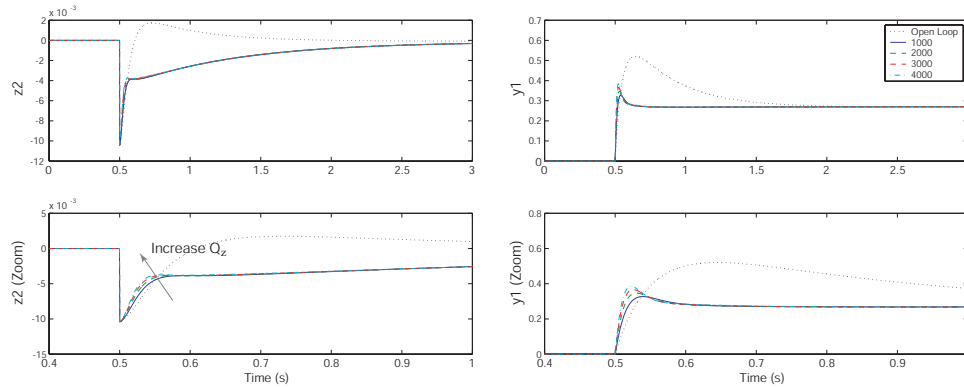 x 10 -3
2
0
-2
-4
-6
-8
-10
-12
z2
0 0.5 1 1.5 2 2.5 3
0.7
0.6
0.5
0.4
0.3
0.2
0.1
0
y1
0 0.5 1 1.5 2 2.5
Open Loop
1000
2000
3000
4000
x 10 -3
5
0
-5
-10
-15
z2 (Zoom)
Increase Qz
0.4 0.5 0.6 0.7 0.8 0.9 1
Time (s)
0.8
0.6
0.4
0.2
0
y1 (Zoom)
0.4 0.5 0.6 0.7 0.8 0.9
Time (s)